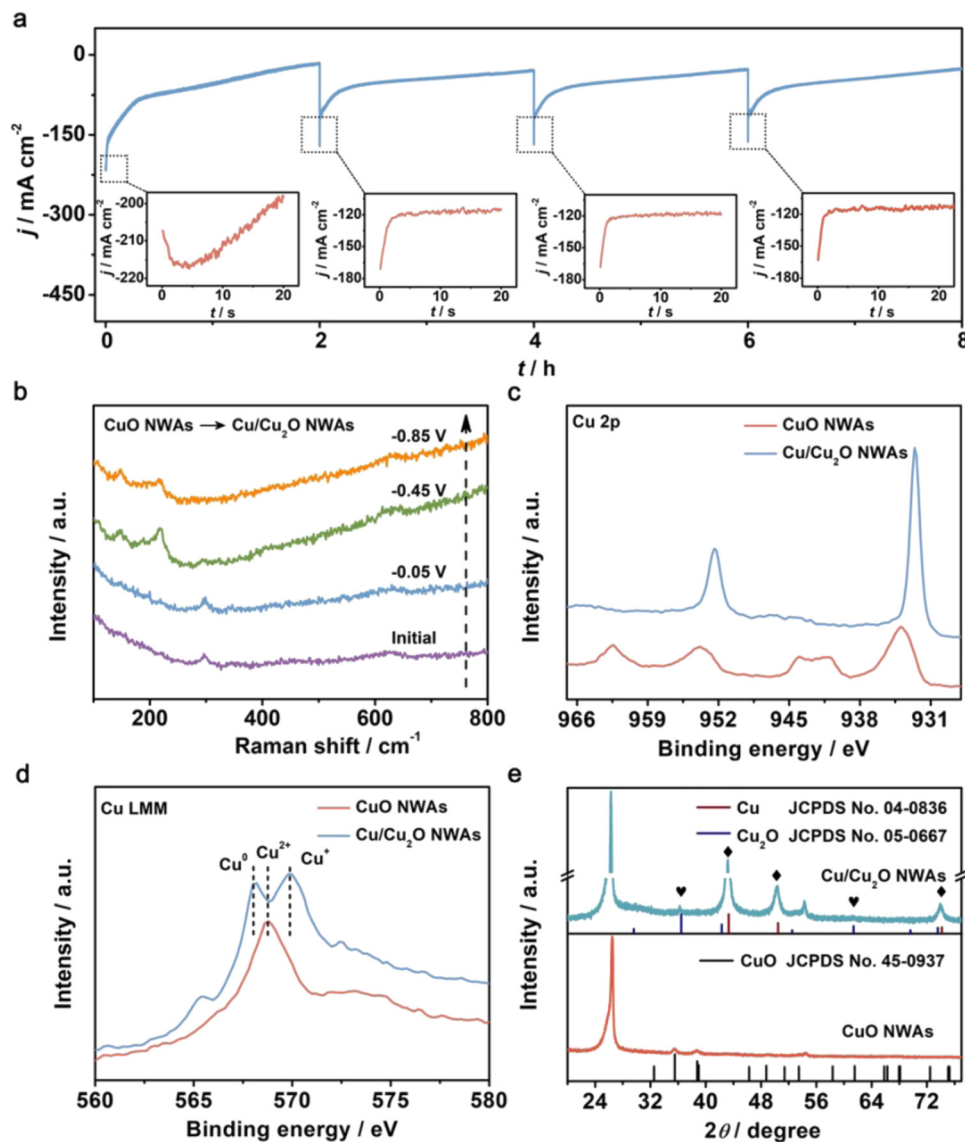 a
0
-150
-300
-450
j / mA cm-2
-200
-210
-220
j / mA cm-2
0 10 20
t / s
-120
-150
-180
j / mA cm-2
0 10 20
t / s
-120
-150
-180
j / mA cm-2
0 10 20
t / s
-120
-150
-180
j / mA cm-2
0 10 20
t / s
0 2 4 6 8
t / h
b
CuO NWAs → Cu/Cu2O NWAs
-0.85 V
-0.45 V
-0.05 V
Initial
Intensity / a.u.
200 400 600 800
Raman shift / cm-1
c
Cu 2p
CuO NWAs
Cu/Cu2O NWAs
Intensity / a.u.
966 959 952 945 938 931
Binding energy / eV
d
Cu LMM
CuO NWAs
Cu/Cu2O NWAs
Cu0 Cu2+ Cu+
Intensity / a.u.
560 565 570 575 580
Binding energy / eV
e
Cu JCPDS No. 04-0836
Cu2O JCPDS No. 05-0667
Cu/Cu2O NWAs
CuO JCPDS No. 45-0937
CuO NWAs
Intensity / a.u.
Intensity / a.u.
24 32 40 48 56 64 72
2θ / degree